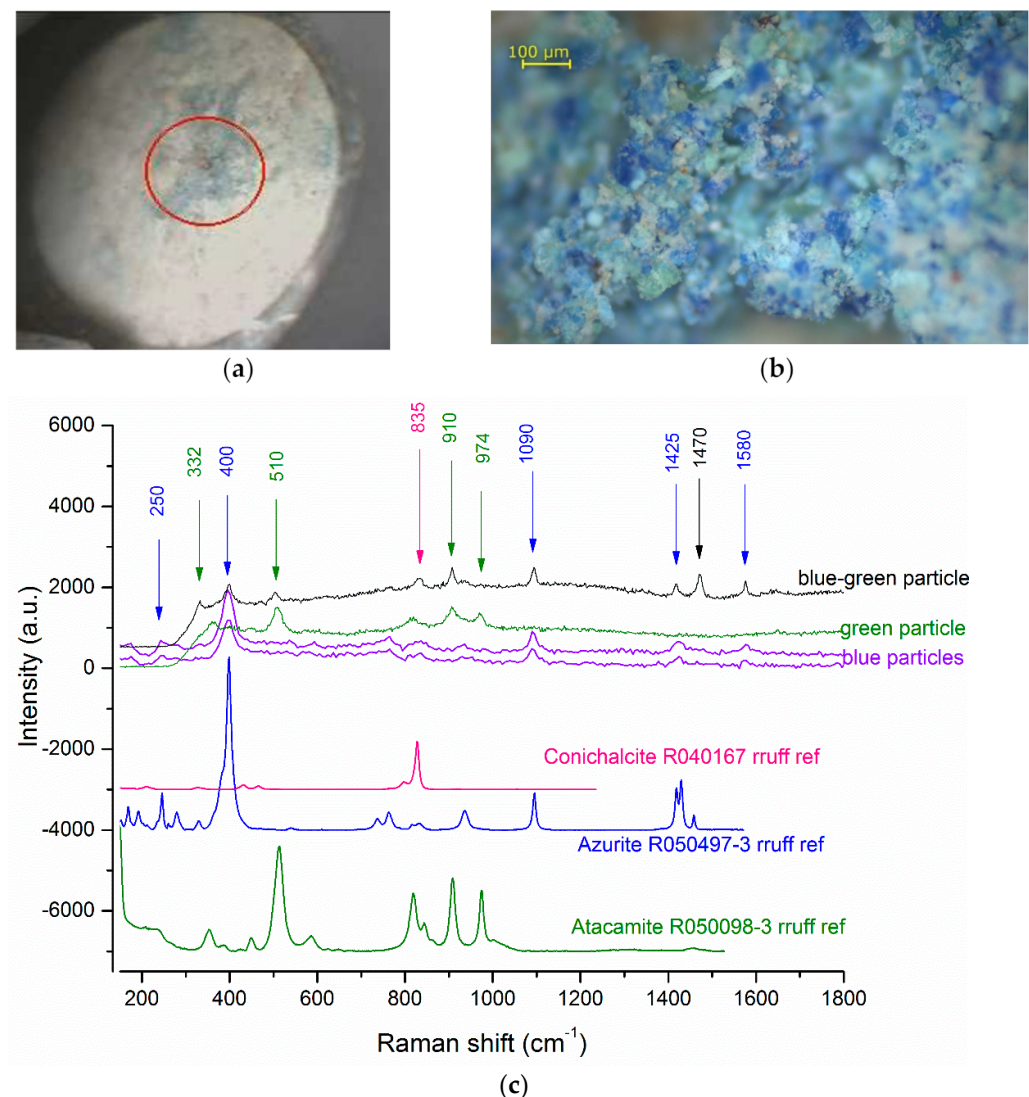 100 µm
(a)
(b)
6000
4000
2000
0
-2000
-4000
-6000
Intensity (a.u.)
250
332
400
510
835
910
974
1090
1425
1470
1580
blue-green particle
green particle
blue particles
Conichalcite R040167 rruff ref
Azurite R050497-3 rruff ref
Atacamite R050098-3 rruff ref
200
400
600
800
1000
1200
1400
1600
1800
Raman shift (cm⁻¹)
(c)